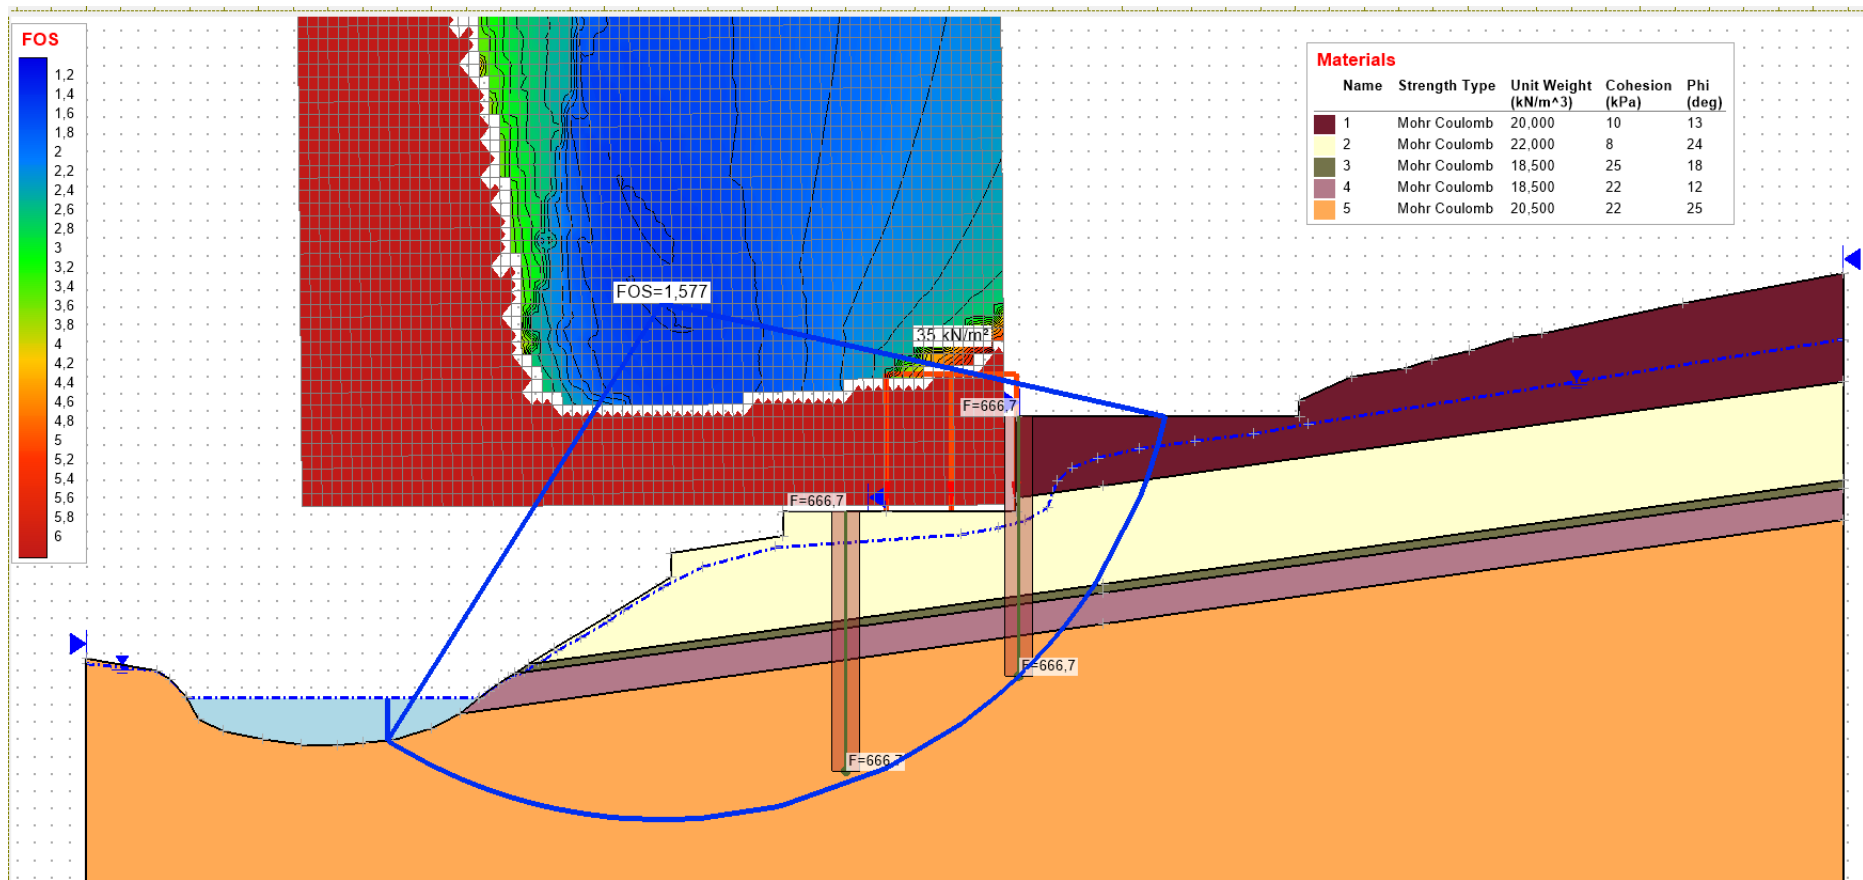 FOS
1,2
1,4
1,6
1,8
2
2,2
2,4
2,6
2,8
3
3,2
3,4
3,6
3,8
4
4,2
4,4
4,6
4,8
5
5,2
5,4
5,6
5,8
6
FOS=1,577
35 kN/m²
F=666,7
F=666,7
F=666,7
F=666,7
Materials
Name Strength Type Unit Weight (kN/m^3) Cohesion (kPa) Phi (deg)
1 Mohr Coulomb 20,000 10 13
2 Mohr Coulomb 22,000 8 24
3 Mohr Coulomb 18,500 25 18
4 Mohr Coulomb 18,500 22 12
5 Mohr Coulomb 20,500 22 25